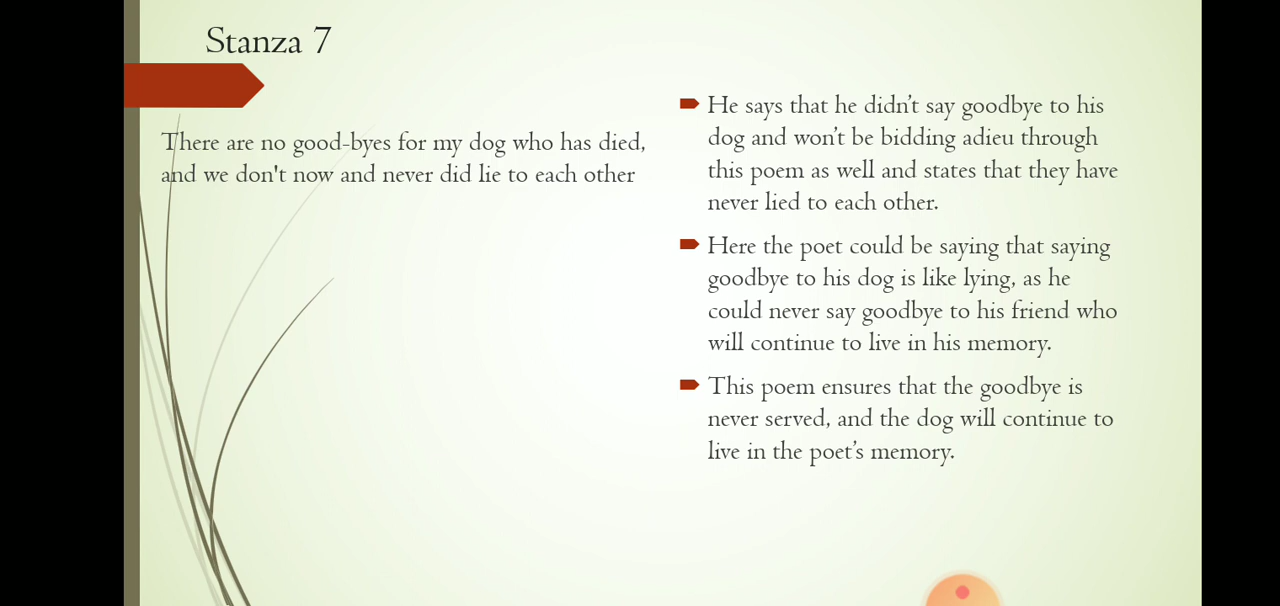 Stanza 7
There are no good-byes for my dog who has died,
and we don't now and never did lie to each other
He says that he didn’t say goodbye to his
dog and won’t be bidding adieu through
this poem as well and states that they have
never lied to each other.
Here the poet could be saying that saying
goodbye to his dog is like lying, as he
could never say goodbye to his friend who
will continue to live in his memory.
This poem ensures that the goodbye is
never served, and the dog will continue to
live in the poet’s memory.